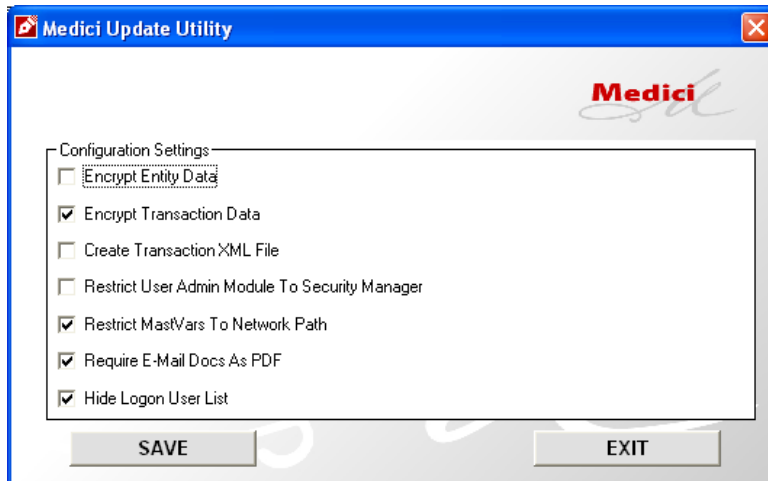 Medici Update Utility
Medici
Configuration Settings
Encrypt Entity Data
Encrypt Transaction Data
Create Transaction XML File
Restrict User Admin Module To Security Manager
Restrict MastVars To Network Path
Require E-Mail Docs As PDF
Hide Logon User List
SAVE EXIT